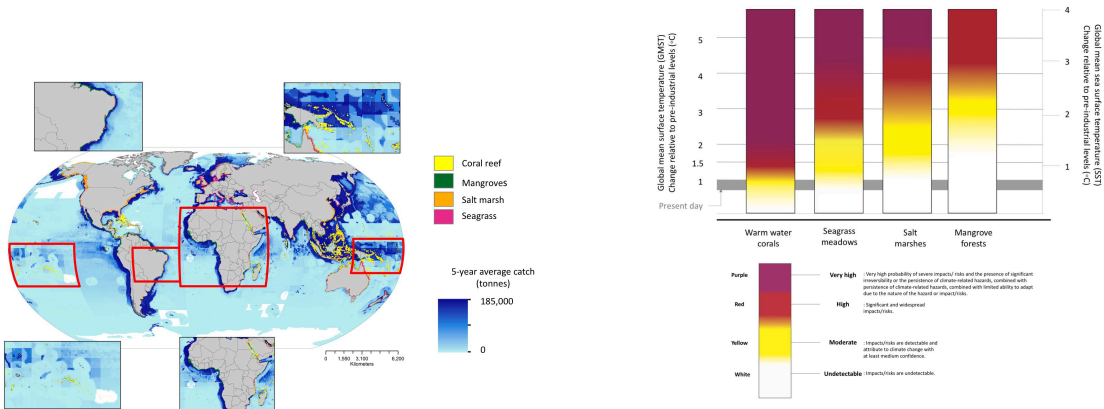 Coral reef
Mangroves
Salt marsh
Seagrass
5-year average catch
(tonnes)
185,000
0
0 1,550 3,100 6,200
Kilometers
Global mean surface temperature (GMST)
Change relative to pre-industrial levels (ºC)
5
4
3
2
1.5
1
Present day
4
3
2
1
Global mean sea surface temperature (SST)
Change relative to pre-industrial levels (ºC)
Warm water
corals
Seagrass
meadows
Salt
marshes
Mangrove
forests
Purple
Very high
: Very high probability of severe impacts/ risks and the presence of significant
irreversibility or the persistence of climate-related hazards, combined with
persistence of climate-related hazards, combined with limited ability to adapt
due to the nature of the hazard or impact/risks.
Red
High
: Significant and widespread
impacts/risks.
Yellow
Moderate
: Impacts/risks are detectable and
attribute to climate change with
at least medium confidence.
White
Undetectable
: Impacts/risks are undetectable.